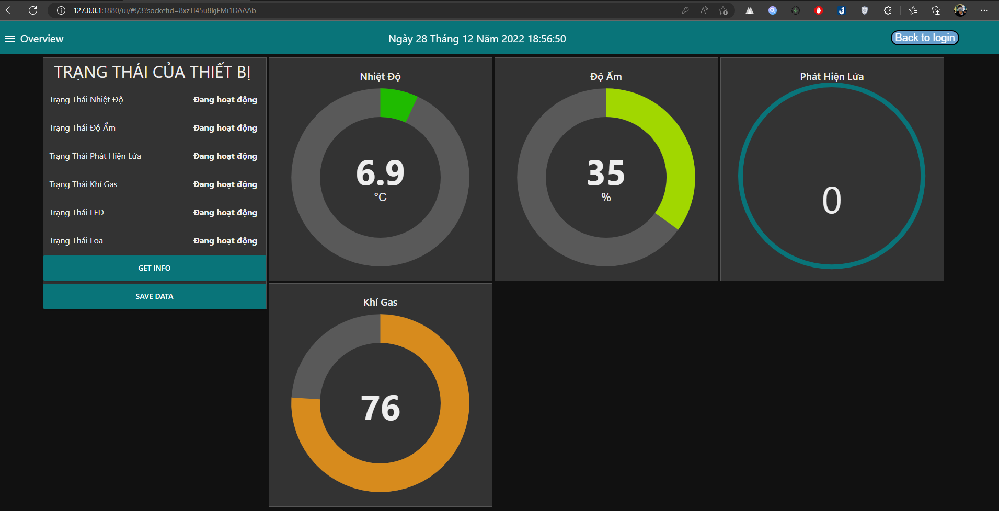 127.0.0.1:1880/ui/#!/3?socketid=8xzTl45u8kjFMi1DAAAb
Overview
Ngày 28 Tháng 12 Năm 2022 18:56:50
Back to login
TRẠNG THÁI CỦA THIẾT BỊ
Trạng Thái Nhiệt Độ Đang hoạt động
Trạng Thái Độ Ẩm Đang hoạt động
Trạng Thái Phát Hiện Lửa Đang hoạt động
Trạng Thái Khí Gas Đang hoạt động
Trạng Thái LED Đang hoạt động
Trạng Thái Loa Đang hoạt động
GET INFO
SAVE DATA
Nhiệt Độ
6.9
°C
Độ Ẩm
35
%
Phát Hiện Lửa
0
Khí Gas
76